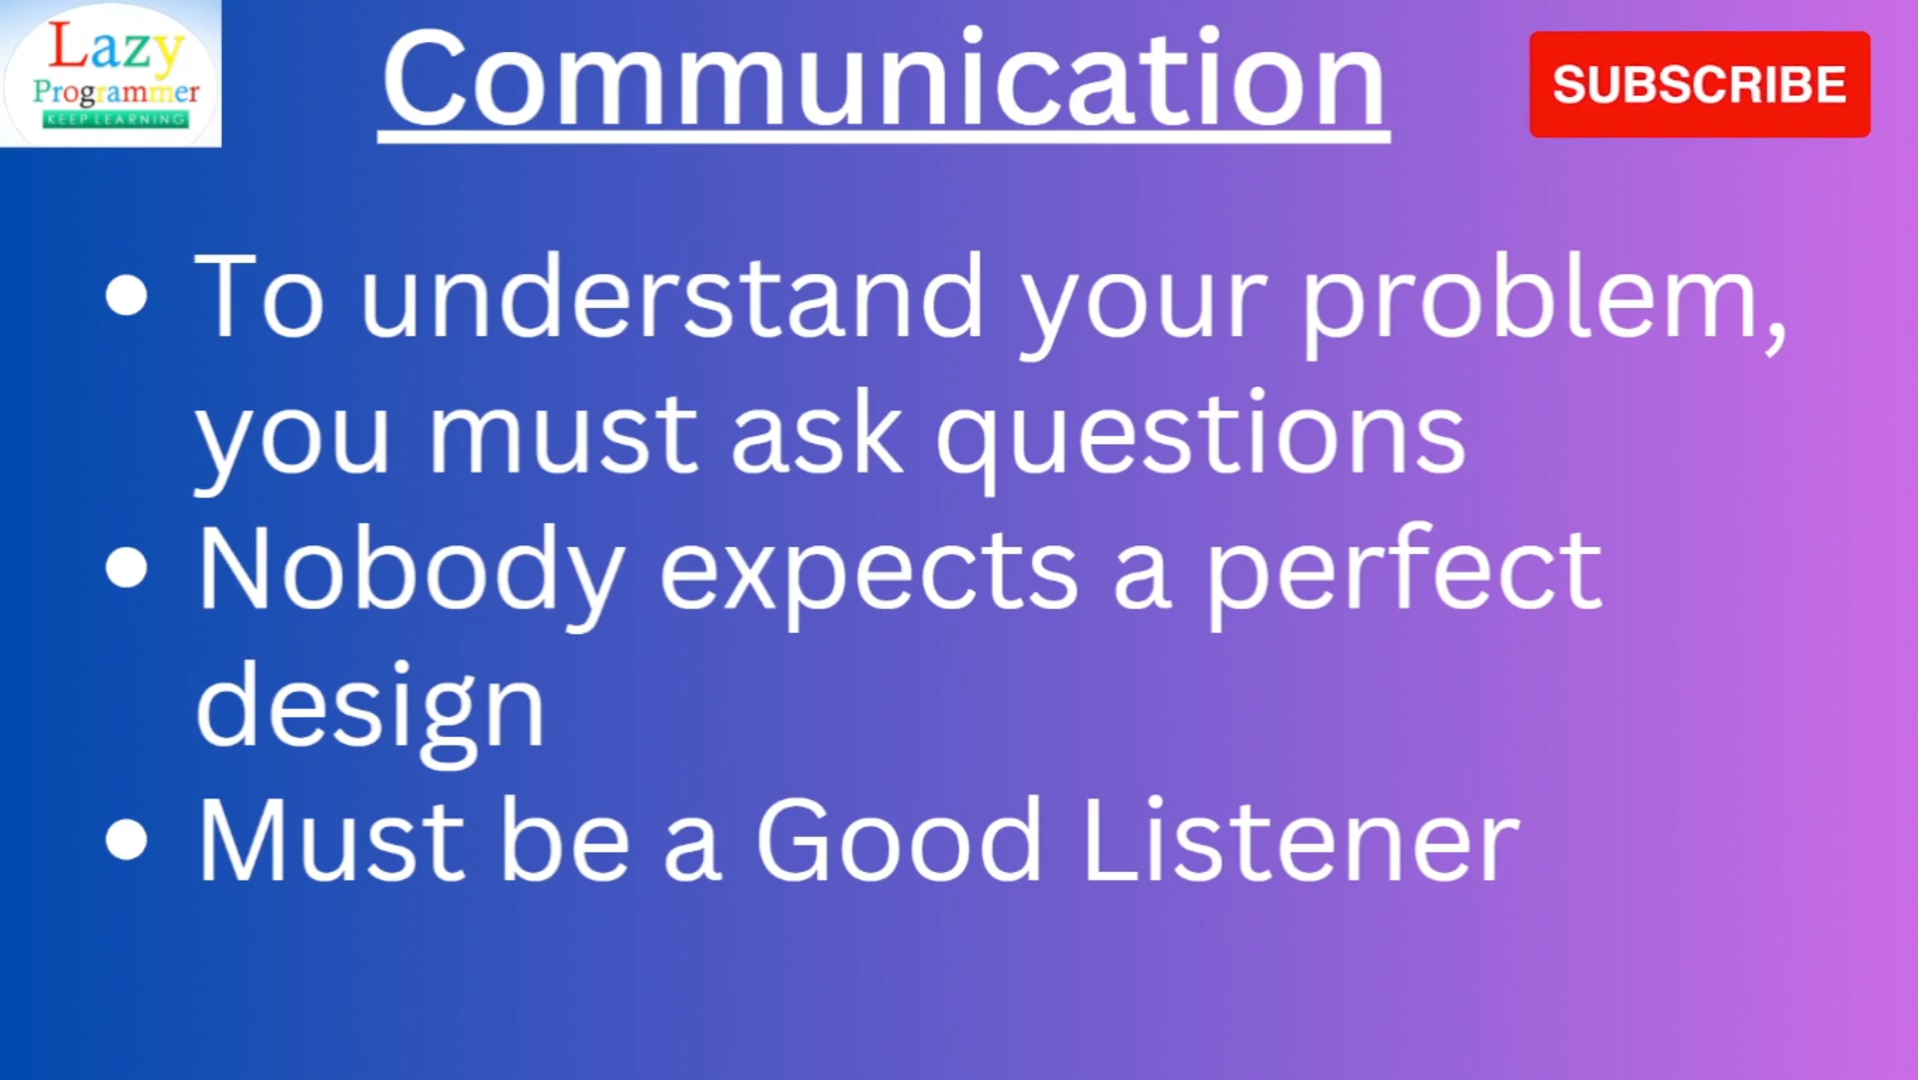 Lazy
Programmer
KEEP LEARNING
Communication
SUBSCRIBE
• To understand your problem,
you must ask questions
• Nobody expects a perfect
design
• Must be a Good Listener